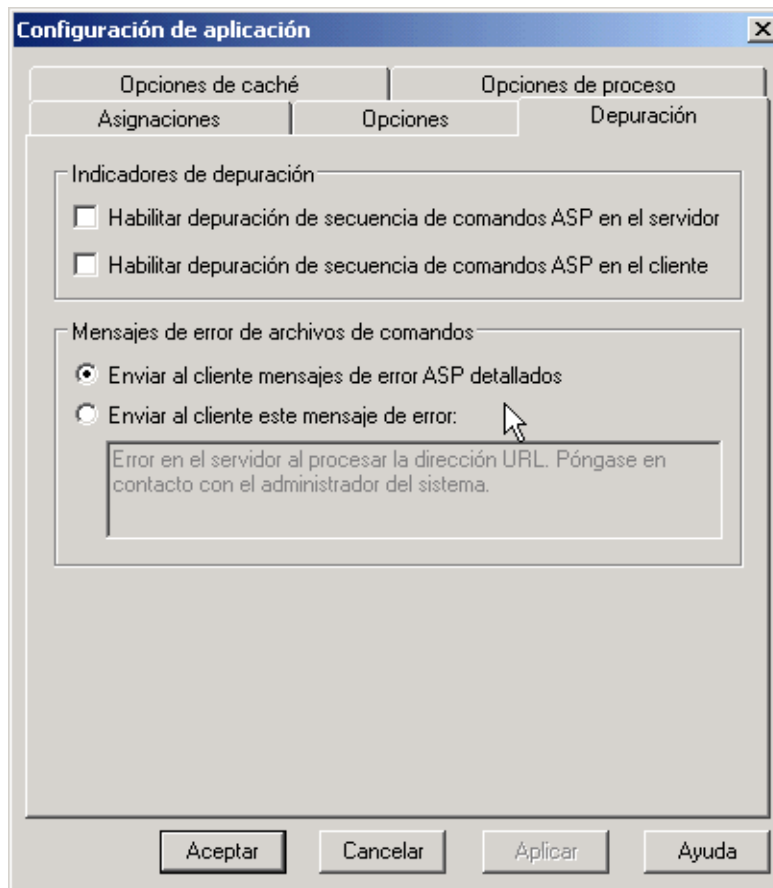 Configuración de aplicación
Opciones de caché
Opciones de proceso
Asignaciones
Opciones
Depuración
Indicadores de depuración
Habilitar depuración de secuencia de comandos ASP en el servidor
Habilitar depuración de secuencia de comandos ASP en el cliente
Mensajes de error de archivos de comandos
Enviar al cliente mensajes de error ASP detallados
Enviar al cliente este mensaje de error:
Error en el servidor al procesar la dirección URL. Póngase en
contacto con el administrador del sistema.
Aceptar
Cancelar
Aplicar
Ayuda